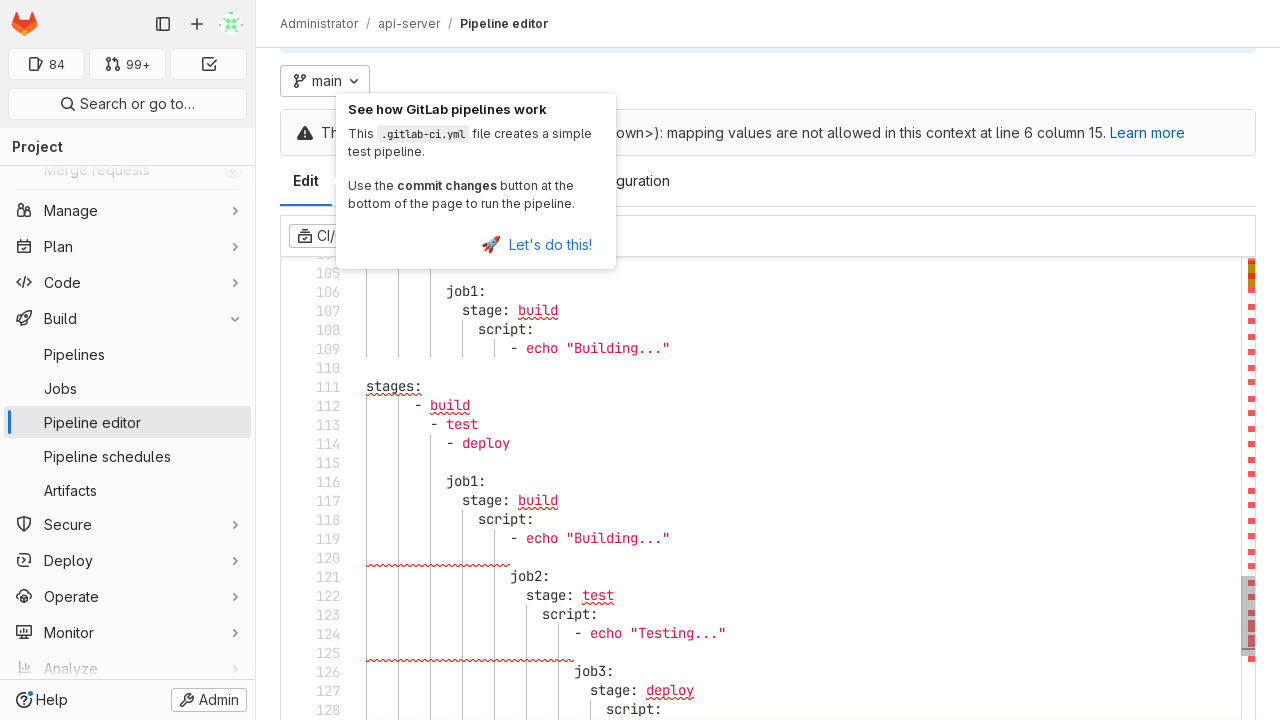 Administrator / api-server / Pipeline editor
84
99+
Search or go to…
Project
Merge requests
Manage
Plan
Code
Build
Pipelines
Jobs
Pipeline editor
Pipeline schedules
Artifacts
Secure
Deploy
Operate
Monitor
Analyze
Help
Admin
main
See how GitLab pipelines work
This .gitlab-ci.yml file creates a simple
test pipeline.
Use the commit changes button at the
bottom of the page to run the pipeline.
🚀 Let's do this!
own>): mapping values are not allowed in this context at line 6 column 15. Learn more
Edit
guration
CI/
105
106 job1:
107 stage: build
108 script:
109 - echo "Building..."
110
111 stages:
112 - build
113 - test
114 - deploy
115
116 job1:
117 stage: build
118 script:
119 - echo "Building..."
120
121 job2:
122 stage: test
123 script:
124 - echo "Testing..."
125
126 job3:
127 stage: deploy
128 script: